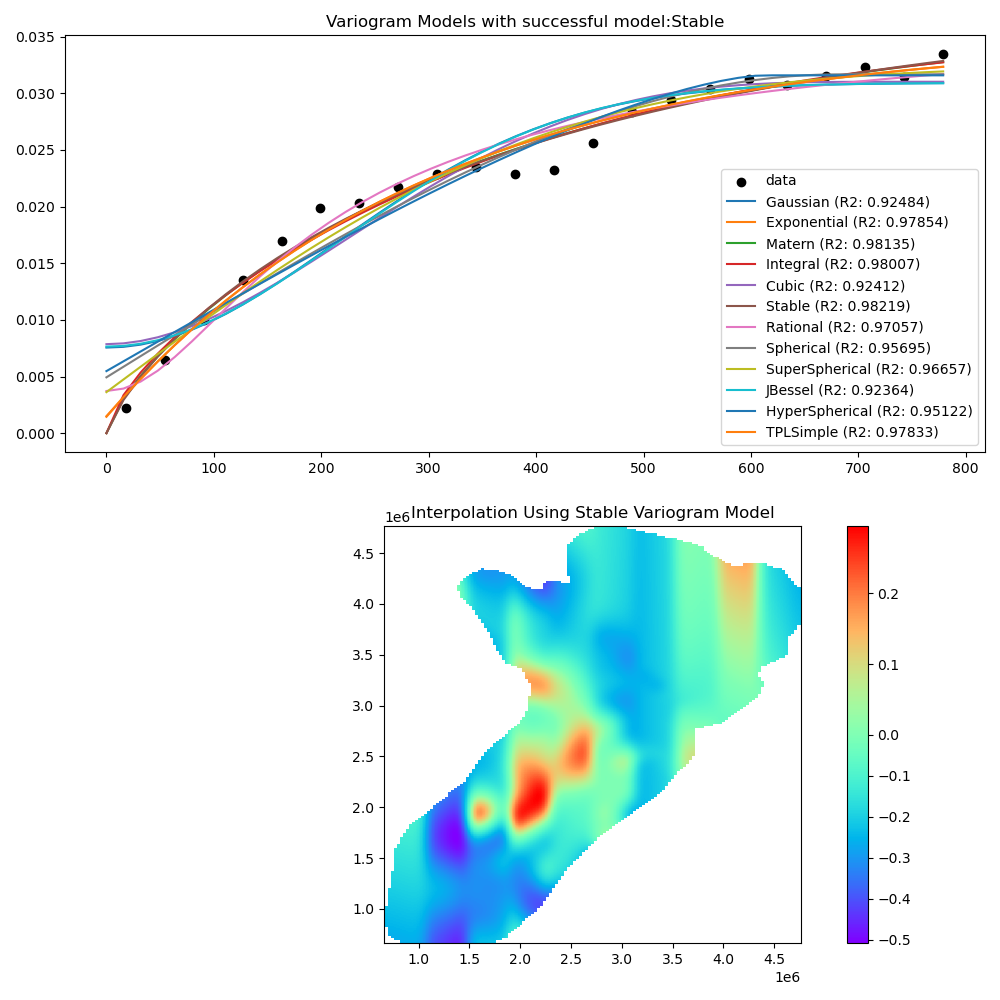 Variogram Models with successful model:Stable
0.035
0.030
0.025
0.020
0.015
0.010
0.005
0.000
data
Gaussian (R2: 0.92484)
Exponential (R2: 0.97854)
Matern (R2: 0.98135)
Integral (R2: 0.98007)
Cubic (R2: 0.92412)
Stable (R2: 0.98219)
Rational (R2: 0.97057)
Spherical (R2: 0.95695)
SuperSpherical (R2: 0.96657)
JBessel (R2: 0.92364)
HyperSpherical (R2: 0.95122)
TPLSimple (R2: 0.97833)
0 100 200 300 400 500 600 700 800
1e6 Interpolation Using Stable Variogram Model
4.5
4.0
3.5
3.0
2.5
2.0
1.5
1.0
1.0 1.5 2.0 2.5 3.0 3.5 4.0 4.5
1e6
0.2
0.1
0.0
−0.1
−0.2
−0.3
−0.4
−0.5